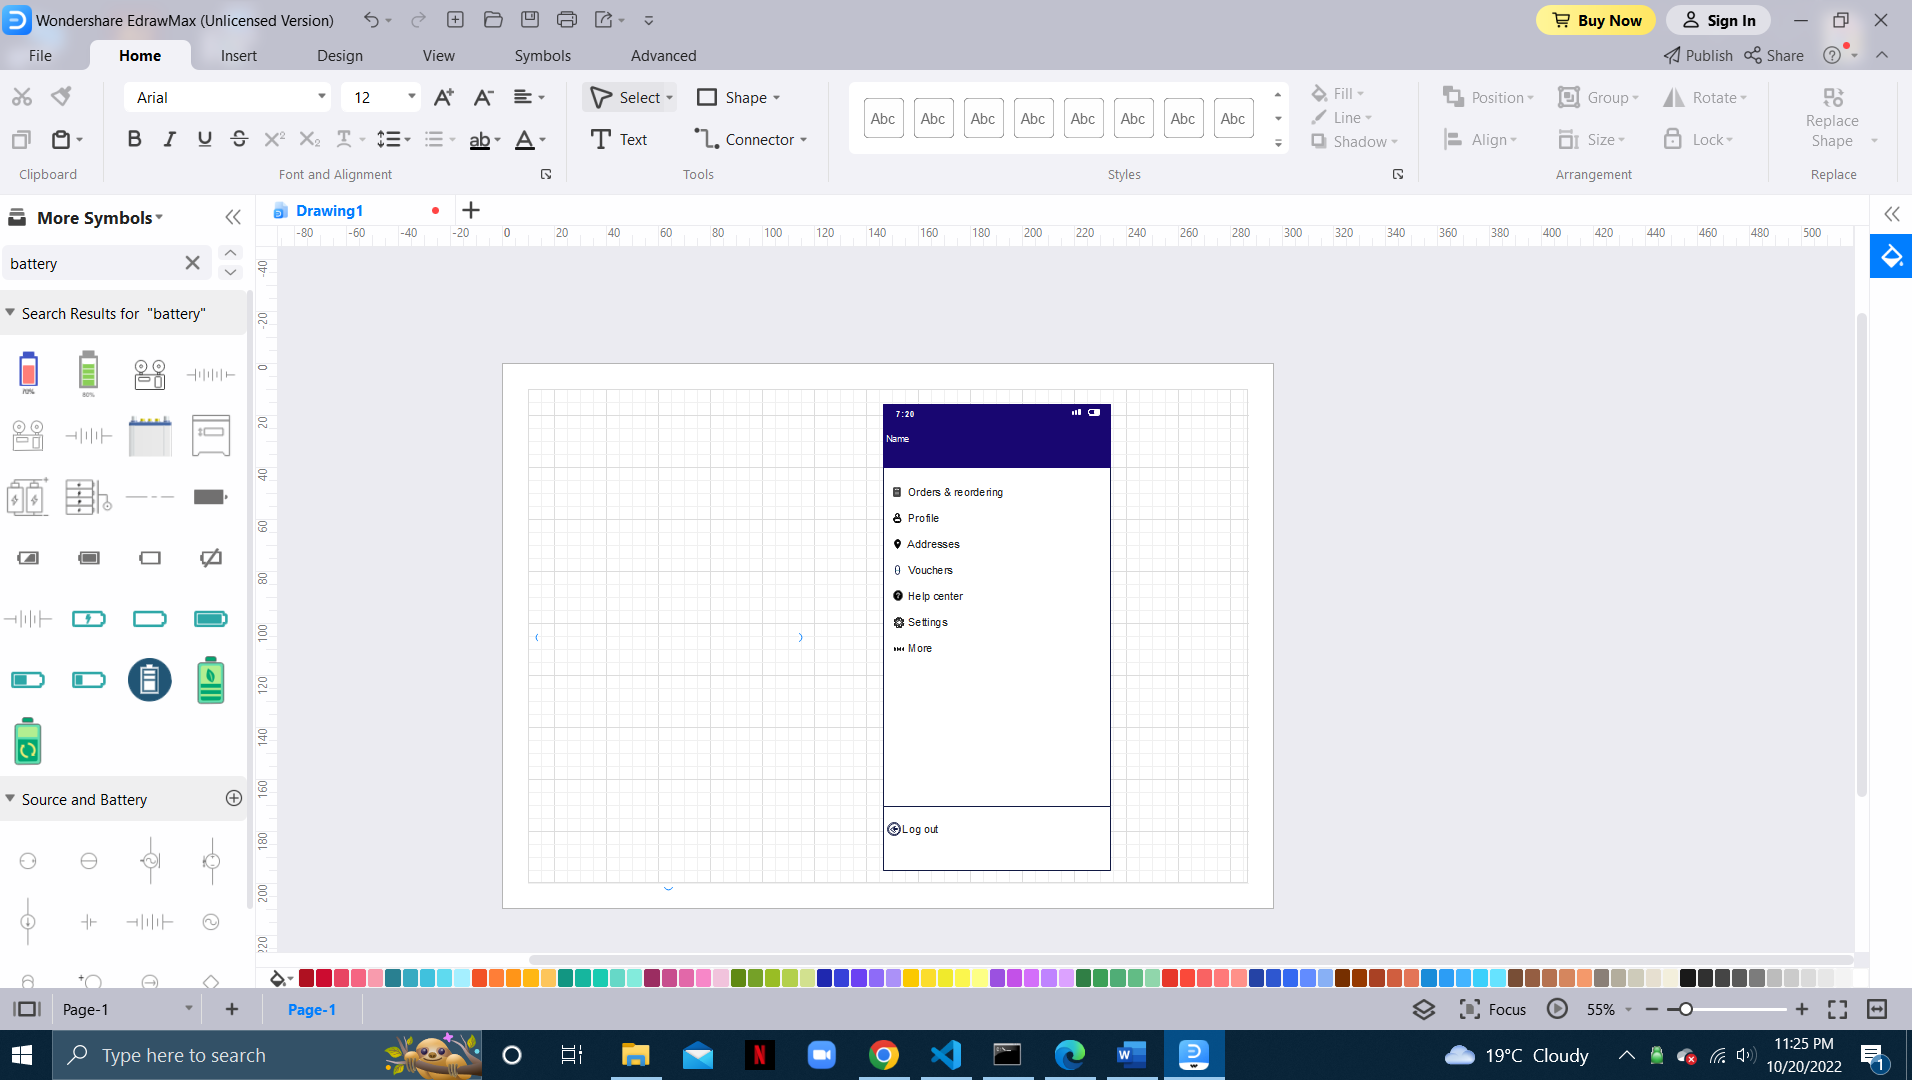 Wondershare EdrawMax (Unlicensed Version)
Buy Now
Sign In
File
Home
Insert
Design
View
Symbols
Advanced
Publish
Share
Arial
12
Select
Shape
Text
Connector
Abc Abc Abc Abc Abc Abc Abc Abc
Fill
Line
Shadow
Position
Group
Rotate
Align
Size
Lock
Replace
Shape
Clipboard
Font and Alignment
Tools
Styles
Arrangement
Replace
More Symbols
Drawing1
-80 -60 -40 -20 0 20 40 60 80 100 120 140 160 180 200 220 240 260 280 300 320 340 360 380 400 420 440 460 480 500
battery
Search Results for "battery"
70%
80%
Source and Battery
-40
-20
0
20
40
60
80
100
120
140
160
180
200
220
7:20
Name
Orders & reordering
Profile
Addresses
Vouchers
Help center
Settings
More
Log out
Page-1
Page-1
Focus
55%
Type here to search
19°C Cloudy
11:25 PM
10/20/2022
1